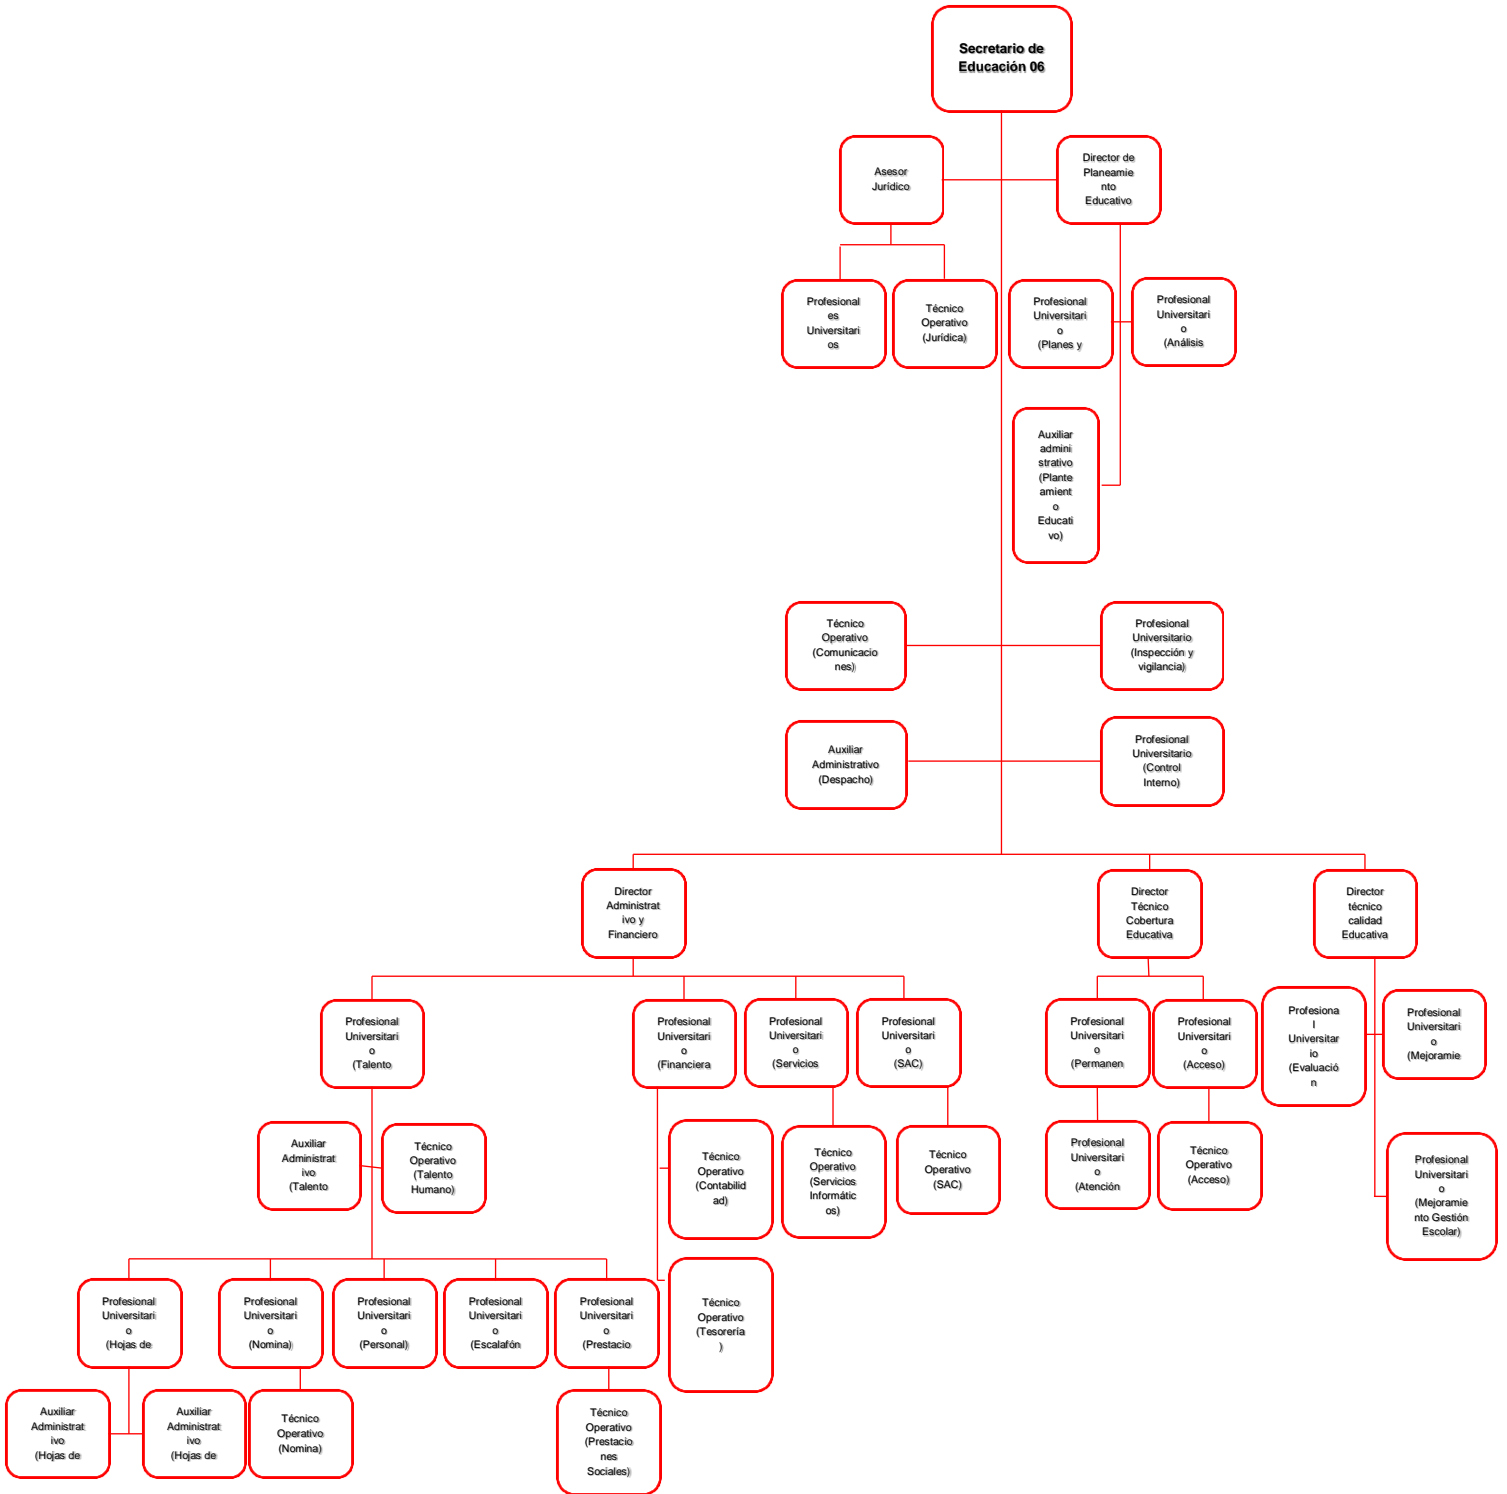 Secretario de
Educación 06
Asesor
Jurídico
Director de
Planeamie
nto
Educativo
Profesional
es
Universitari
os
Técnico
Operativo
(Jurídica)
Profesional
Universitari
o
(Planes y
Profesional
Universitari
o
(Análisis
Auxiliar
admini
strativo
(Plante
amient
o
Educati
vo)
Técnico
Operativo
(Comunicacio
nes)
Profesional
Universitario
(Inspección y
vigilancia)
Auxiliar
Administrativo
(Despacho)
Profesional
Universitario
(Control
Interno)
Director
Administrat
ivo y
Financiero
Director
Técnico
Cobertura
Educativa
Director
técnico
calidad
Educativa
Profesional
Universitari
o
(Talento
Profesional
Universitari
o
(Financiera
Profesional
Universitari
o
(Servicios
Profesional
Universitari
o
(SAC)
Profesional
Universitari
o
(Permanen
Profesional
Universitari
o
(Acceso)
Profesiona
l
Universitar
io
(Evaluació
n
Profesional
Universitari
o
(Mejoramie
Auxiliar
Administrat
ivo
(Talento
Técnico
Operativo
(Talento
Humano)
Técnico
Operativo
(Contabilid
ad)
Técnico
Operativo
(Servicios
Informátic
os)
Técnico
Operativo
(SAC)
Profesional
Universitari
o
(Atención
Técnico
Operativo
(Acceso)
Profesional
Universitari
o
(Mejoramie
nto Gestión
Escolar)
Profesional
Universitari
o
(Hojas de
Profesional
Universitari
o
(Nomina)
Profesional
Universitari
o
(Personal)
Profesional
Universitari
o
(Escalafón
Profesional
Universitari
o
(Prestacio
Técnico
Operativo
(Tesorería
)
Auxiliar
Administrat
ivo
(Hojas de
Auxiliar
Administrat
ivo
(Hojas de
Técnico
Operativo
(Nomina)
Técnico
Operativo
(Prestacio
nes
Sociales)